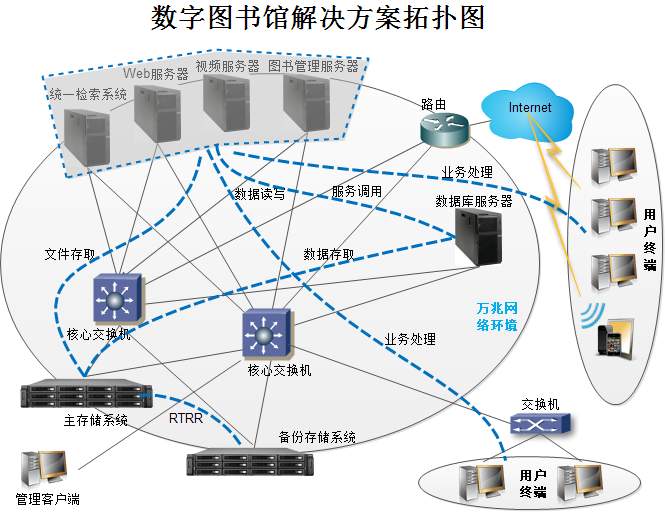 数字图书馆解决方案拓扑图
视频服务器
图书管理服务器
Web服务器
统一检索系统
路由
Internet
业务处理
服务调用
数据读写
数据库服务器
用户
终端
文件存取
数据存取
万兆网
络环境
核心交换机
业务处理
核心交换机
交换机
主存储系统
RTRR
备份存储系统
管理客户端
用户
终端